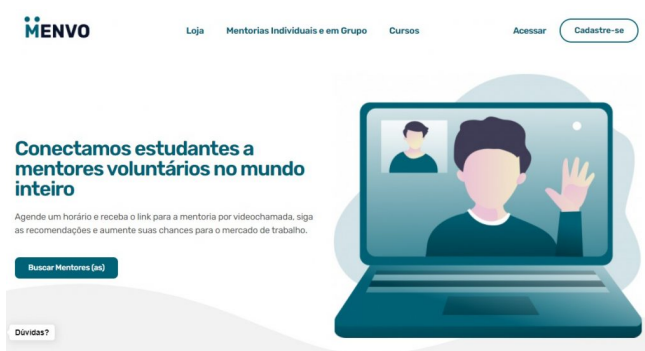 MENVO
Loja Mentorias Individuais e em Grupo Cursos Acessar Cadastre-se
Conectamos estudantes a
mentores voluntários no mundo
inteiro
Agende um horário e receba o link para a mentoria por videochamada, siga
as recomendações e aumente suas chances para o mercado de trabalho.
Buscar Mentores (as)
Dúvidas?